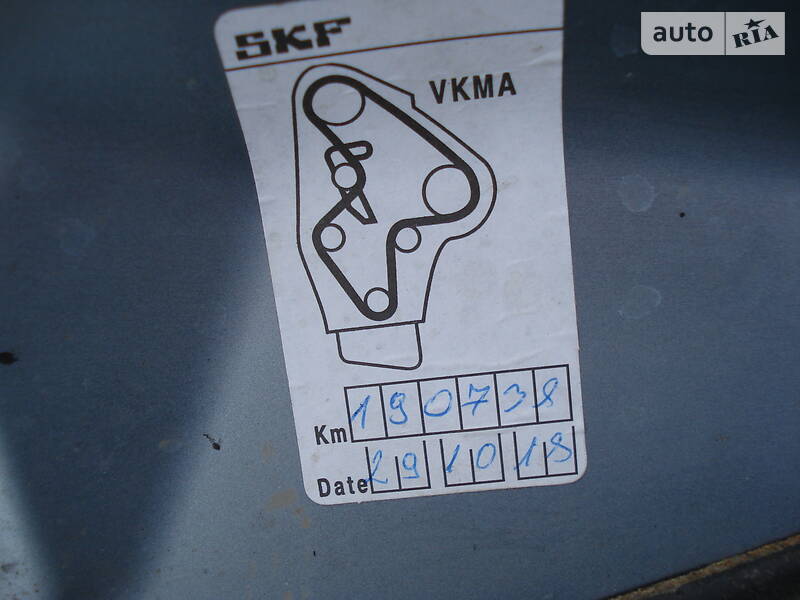 auto RIA
SKF
VKMA
Km 190738
Date 29 10 18